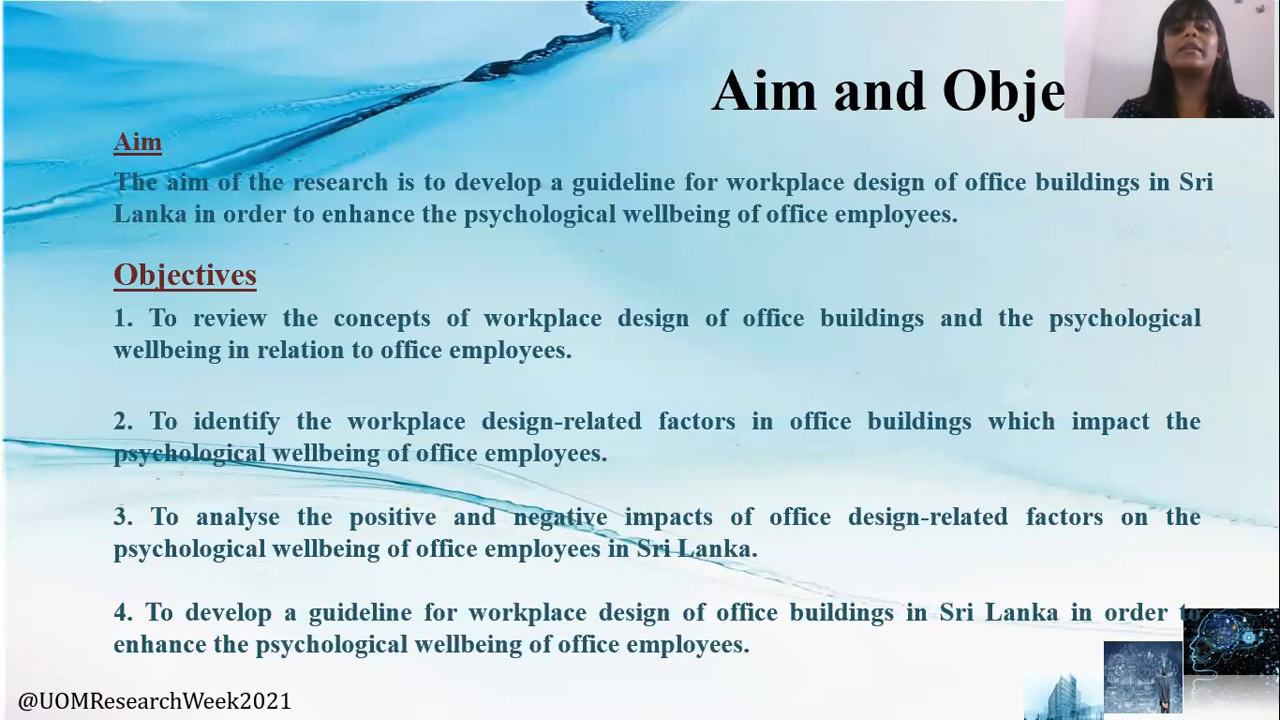 Aim and Obje
Aim
The aim of the research is to develop a guideline for workplace design of office buildings in Sri
Lanka in order to enhance the psychological wellbeing of office employees.
Objectives
1. To review the concepts of workplace design of office buildings and the psychological
wellbeing in relation to office employees.
2. To identify the workplace design-related factors in office buildings which impact the
psychological wellbeing of office employees.
3. To analyse the positive and negative impacts of office design-related factors on the
psychological wellbeing of office employees in Sri Lanka.
4. To develop a guideline for workplace design of office buildings in Sri Lanka in order to
enhance the psychological wellbeing of office employees.
@UOMResearchWeek2021